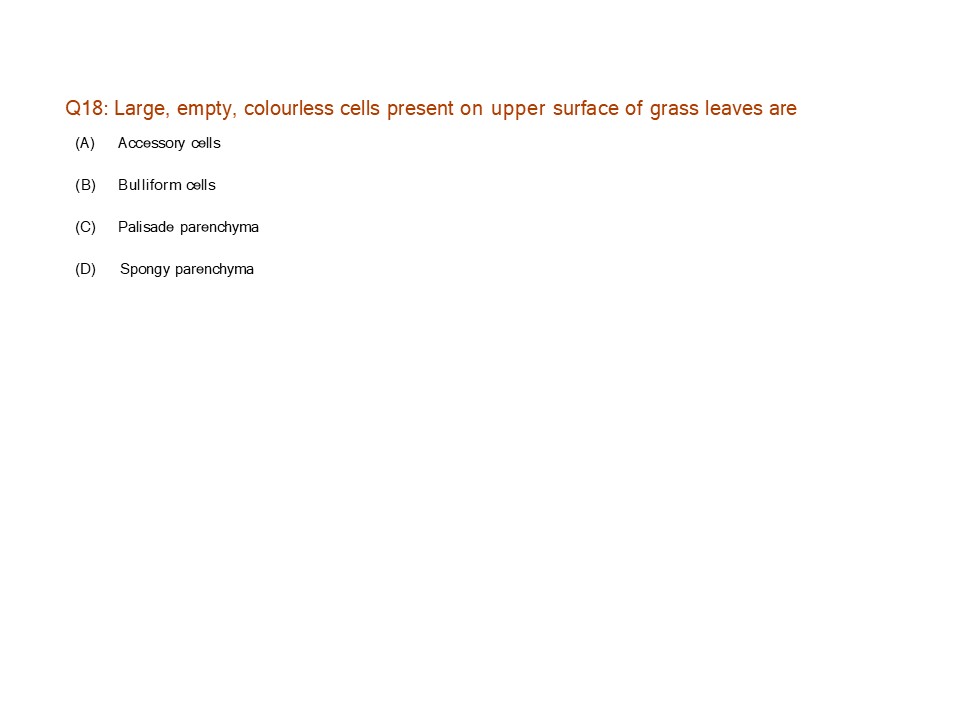 Q18: Large, empty, colourless cells present on upper surface of grass leaves are
(A) Accessory cells
(B) Bulliform cells
(C) Palisade parenchyma
(D) Spongy parenchyma